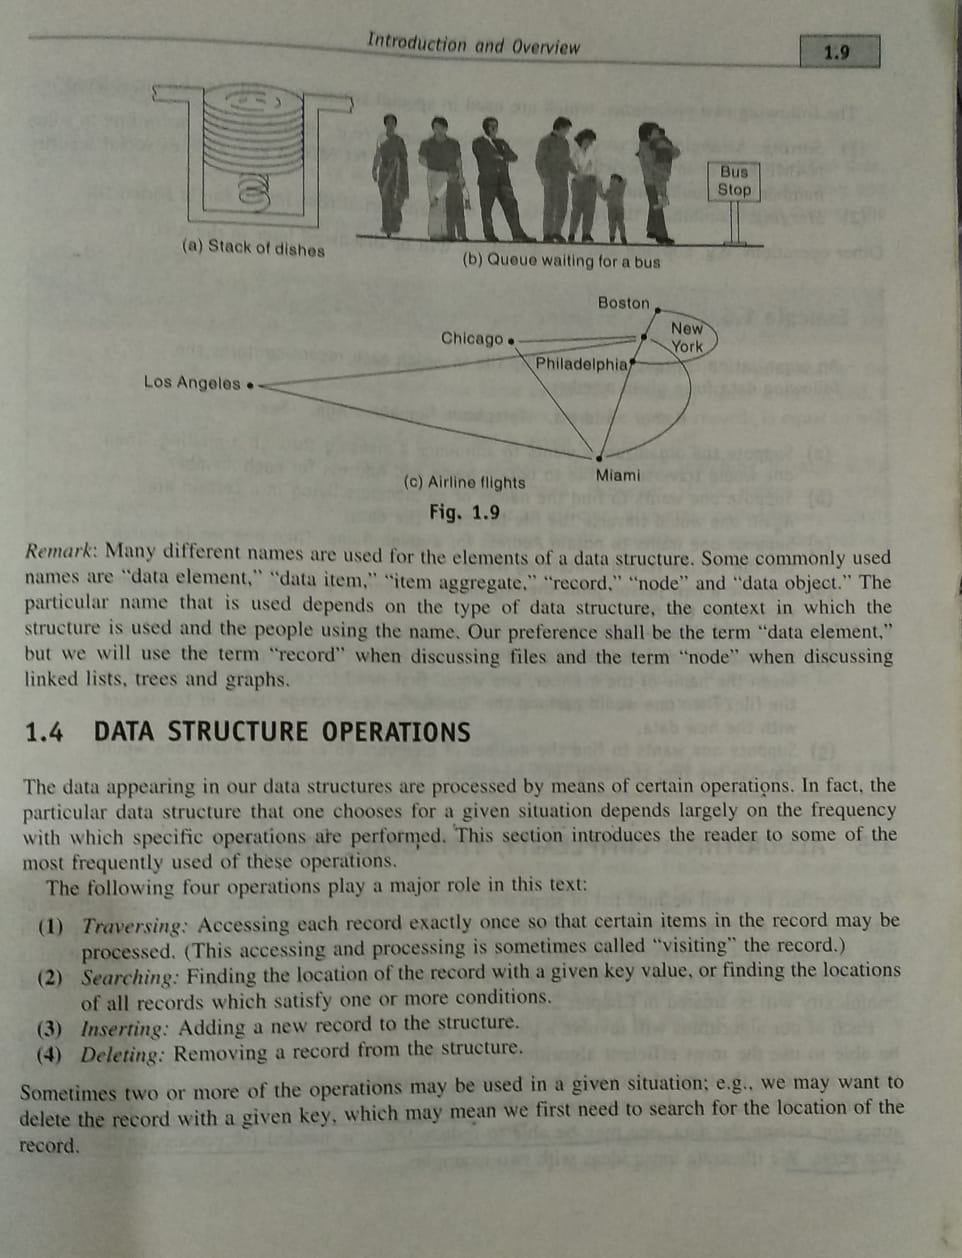 Introduction and Overview
1.9
Bus
Stop
(a) Stack of dishes
(b) Queue waiting for a bus
Boston
New
York
Chicago
Philadelphia
Los Angeles
Miami
(c) Airline flights
Fig. 1.9
Remark: Many different names are used for the elements of a data structure. Some commonly used
names are “data element,” “data item,” “item aggregate,” “record,” “node” and “data object.” The
particular name that is used depends on the type of data structure, the context in which the
structure is used and the people using the name. Our preference shall be the term “data element,”
but we will use the term “record” when discussing files and the term “node” when discussing
linked lists, trees and graphs.
1.4 DATA STRUCTURE OPERATIONS
The data appearing in our data structures are processed by means of certain operations. In fact, the
particular data structure that one chooses for a given situation depends largely on the frequency
with which specific operations are performed. This section introduces the reader to some of the
most frequently used of these operations.
The following four operations play a major role in this text:
(1) Traversing: Accessing each record exactly once so that certain items in the record may be
processed. (This accessing and processing is sometimes called “visiting” the record.)
(2) Searching: Finding the location of the record with a given key value, or finding the locations
of all records which satisfy one or more conditions.
(3) Inserting: Adding a new record to the structure.
(4) Deleting: Removing a record from the structure.
Sometimes two or more of the operations may be used in a given situation; e.g., we may want to
delete the record with a given key, which may mean we first need to search for the location of the
record.